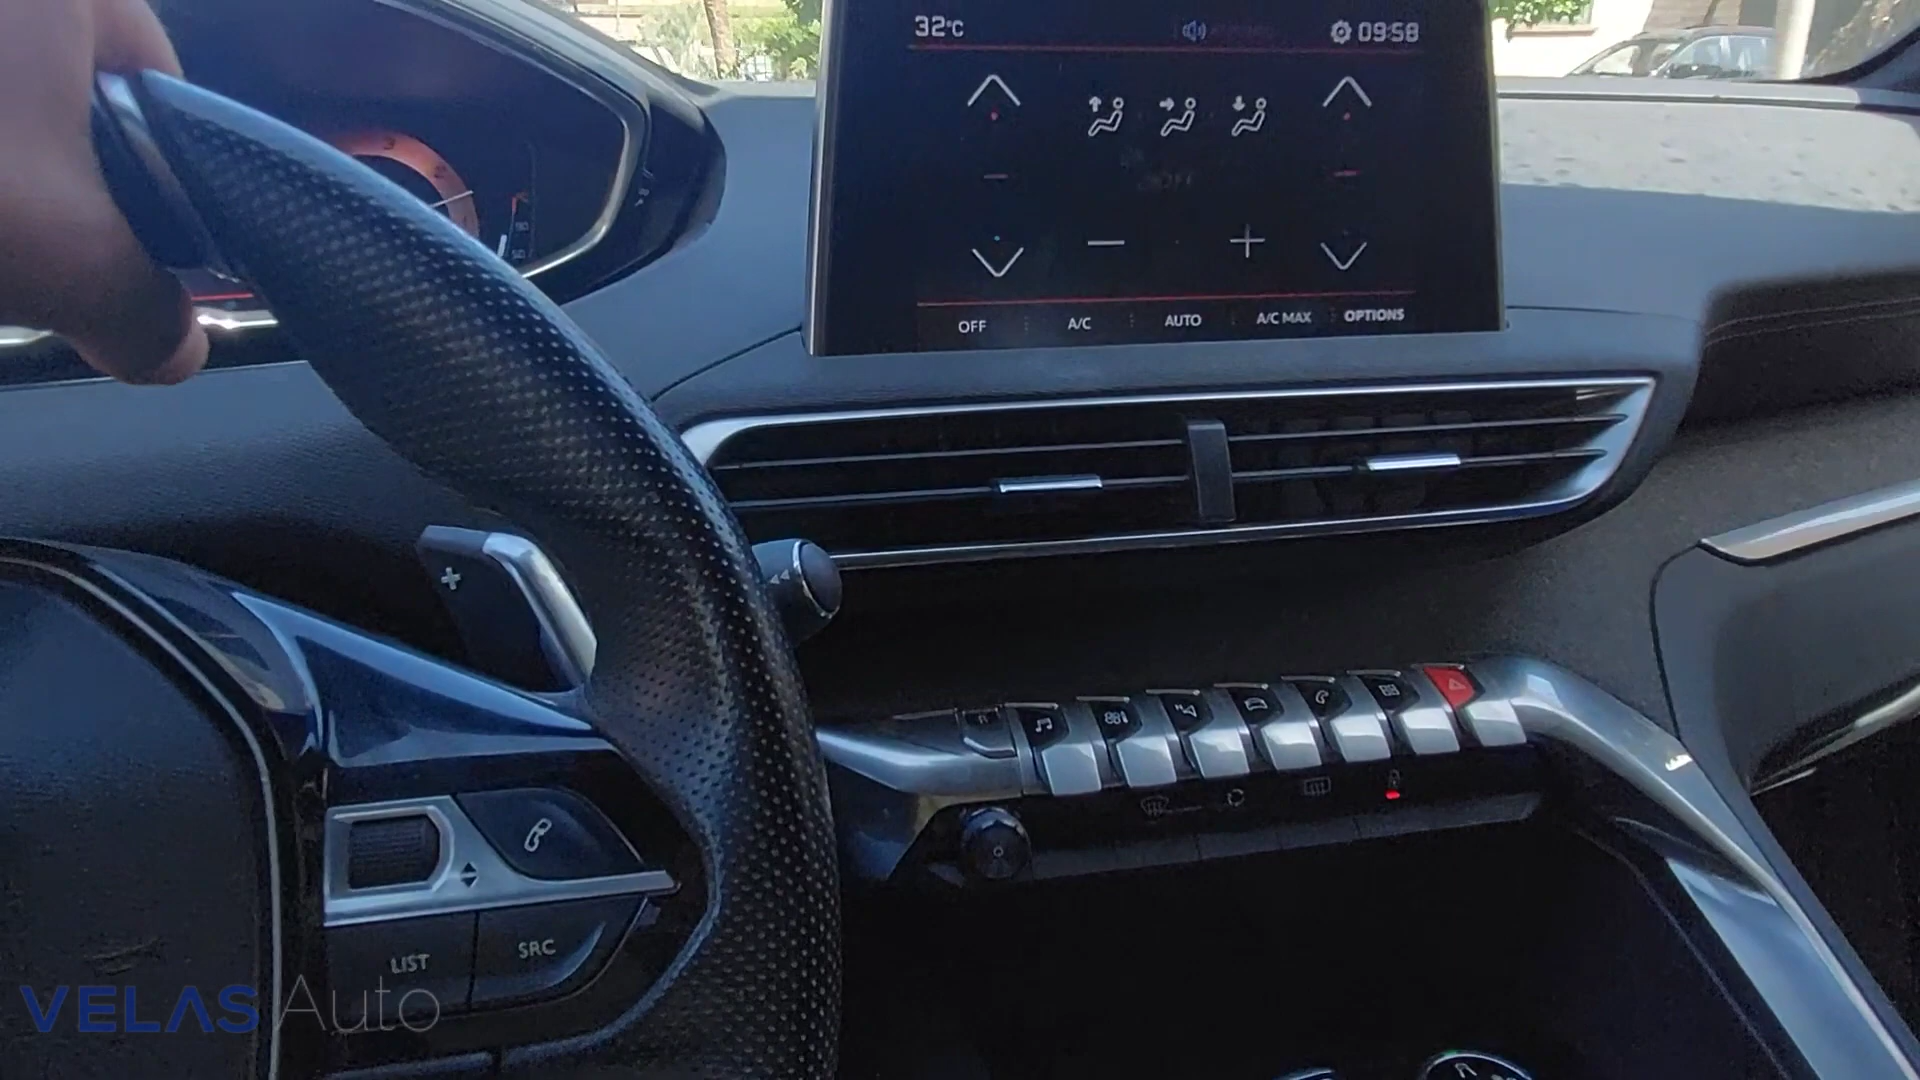 32°C 09:58
OFF A/C AUTO A/C MAX OPTIONS
+
LIST SRC
VELAS Auto